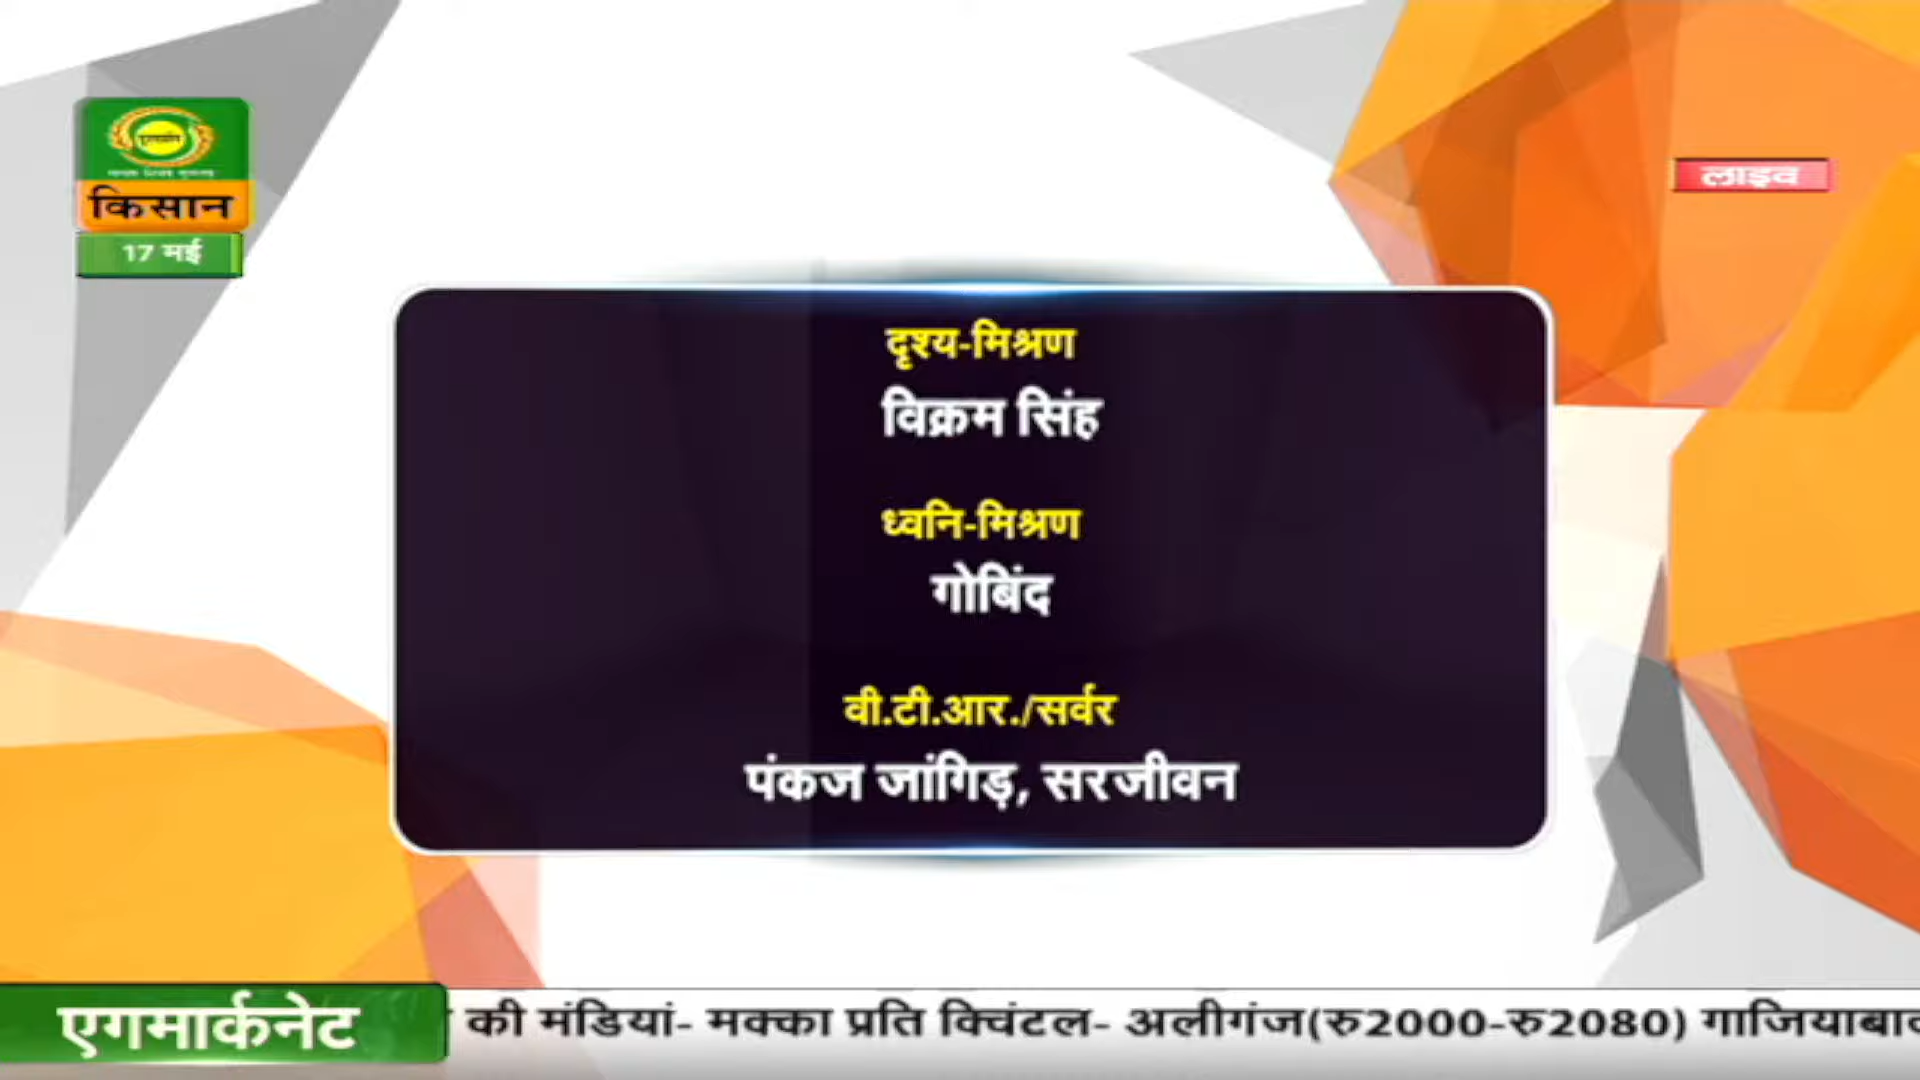 किसान
17 मई
लाइव
दृश्य-मिश्रण
विक्रम सिंह
ध्वनि-मिश्रण
गोबिंद
वी.टी.आर./सर्वर
पंकज जांगिड़, सरजीवन
एगमार्कनेट
की मंडियां- मक्का प्रति क्विंटल- अलीगंज(रु2000-रु2080)